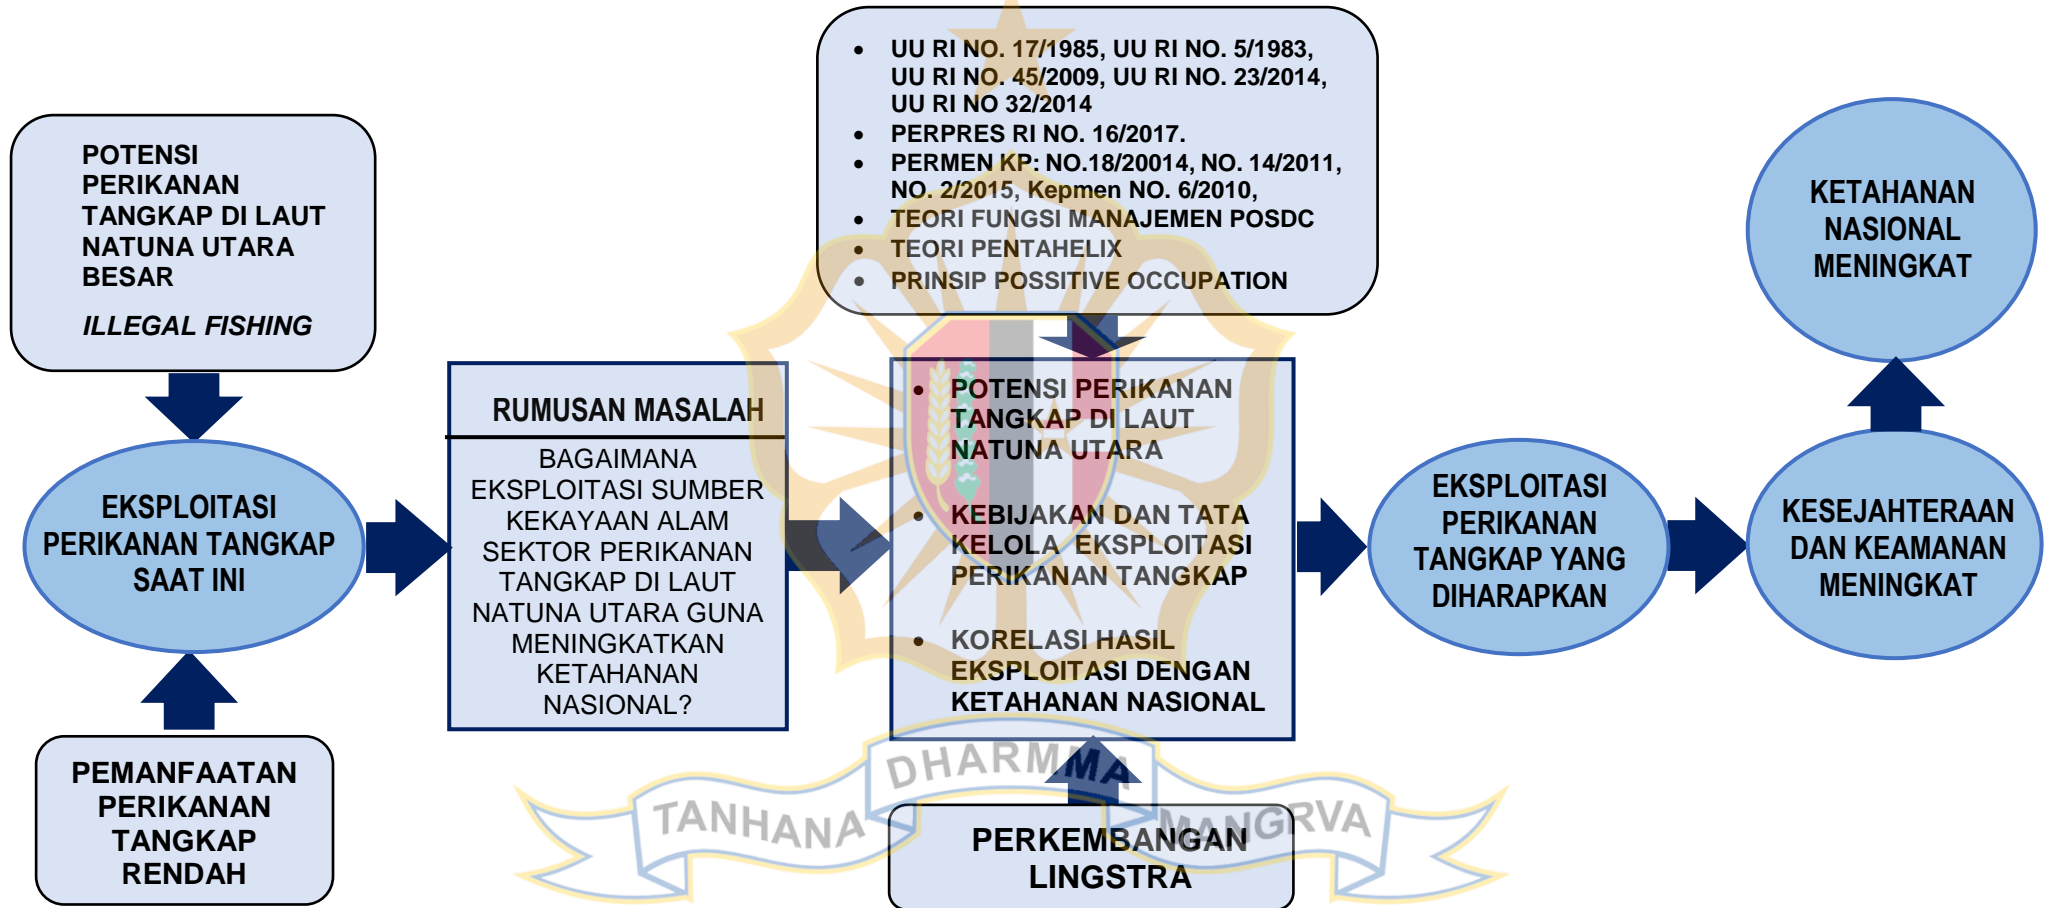 POTENSI
PERIKANAN
TANGKAP DI LAUT
NATUNA UTARA
BESAR
ILLEGAL FISHING
EKSPLOITASI
PERIKANAN TANGKAP
SAAT INI
PEMANFAATAN
PERIKANAN
TANGKAP
RENDAH
RUMUSAN MASALAH
BAGAIMANA
EKSPLOITASI SUMBER
KEKAYAAN ALAM
SEKTOR PERIKANAN
TANGKAP DI LAUT
NATUNA UTARA GUNA
MENINGKATKAN
KETAHANAN
NASIONAL?
• UU RI NO. 17/1985, UU RI NO. 5/1983,
UU RI NO. 45/2009, UU RI NO. 23/2014,
UU RI NO 32/2014
• PERPRES RI NO. 16/2017.
• PERMEN KP: NO.18/20014, NO. 14/2011,
NO. 2/2015, Kepmen NO. 6/2010,
• TEORI FUNGSI MANAJEMEN POSDC
• TEORI PENTAHELIX
• PRINSIP POSSITIVE OCCUPATION
• POTENSI PERIKANAN
TANGKAP DI LAUT
NATUNA UTARA
• KEBIJAKAN DAN TATA
KELOLA EKSPLOITASI
PERIKANAN TANGKAP
• KORELASI HASIL
EKSPLOITASI DENGAN
KETAHANAN NASIONAL
PERKEMBANGAN
LINGSTRA
EKSPLOITASI
PERIKANAN
TANGKAP YANG
DIHARAPKAN
KESEJAHTERAAN
DAN KEAMANAN
MENINGKAT
KETAHANAN
NASIONAL
MENINGKAT
TANHANA DHARMMA MANGRVA